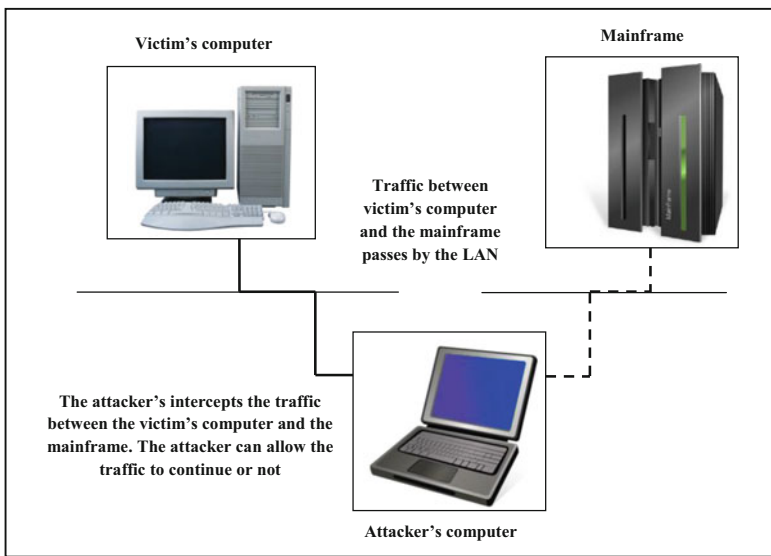 Victim's computer
Mainframe
Mainframe
Traffic between
victim's computer
and the mainframe
passes by the LAN
The attacker's intercepts the traffic
between the victim's computer and the
mainframe. The attacker can allow the
traffic to continue or not
Attacker's computer